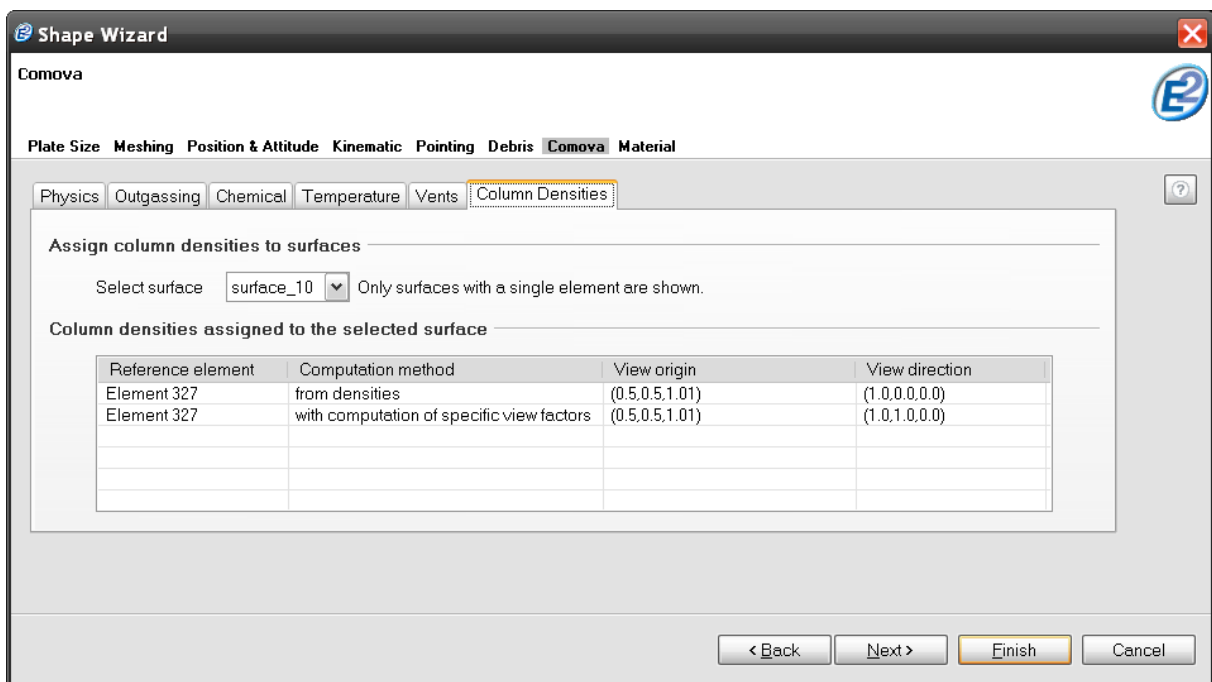 Shape Wizard
Comova
E2
Plate Size Meshing Position & Attitude Kinematic Pointing Debris Comova Material
Physics Outgassing Chemical Temperature Vents Column Densities
?
Assign column densities to surfaces
Select surface surface_10 Only surfaces with a single element are shown.
Column densities assigned to the selected surface
Reference element Computation method View origin View direction
Element 327 from densities (0.5,0.5,1.01) (1.0,0.0,0.0)
Element 327 with computation of specific view factors (0.5,0.5,1.01) (1.0,1.0,0.0)
< Back Next > Finish Cancel